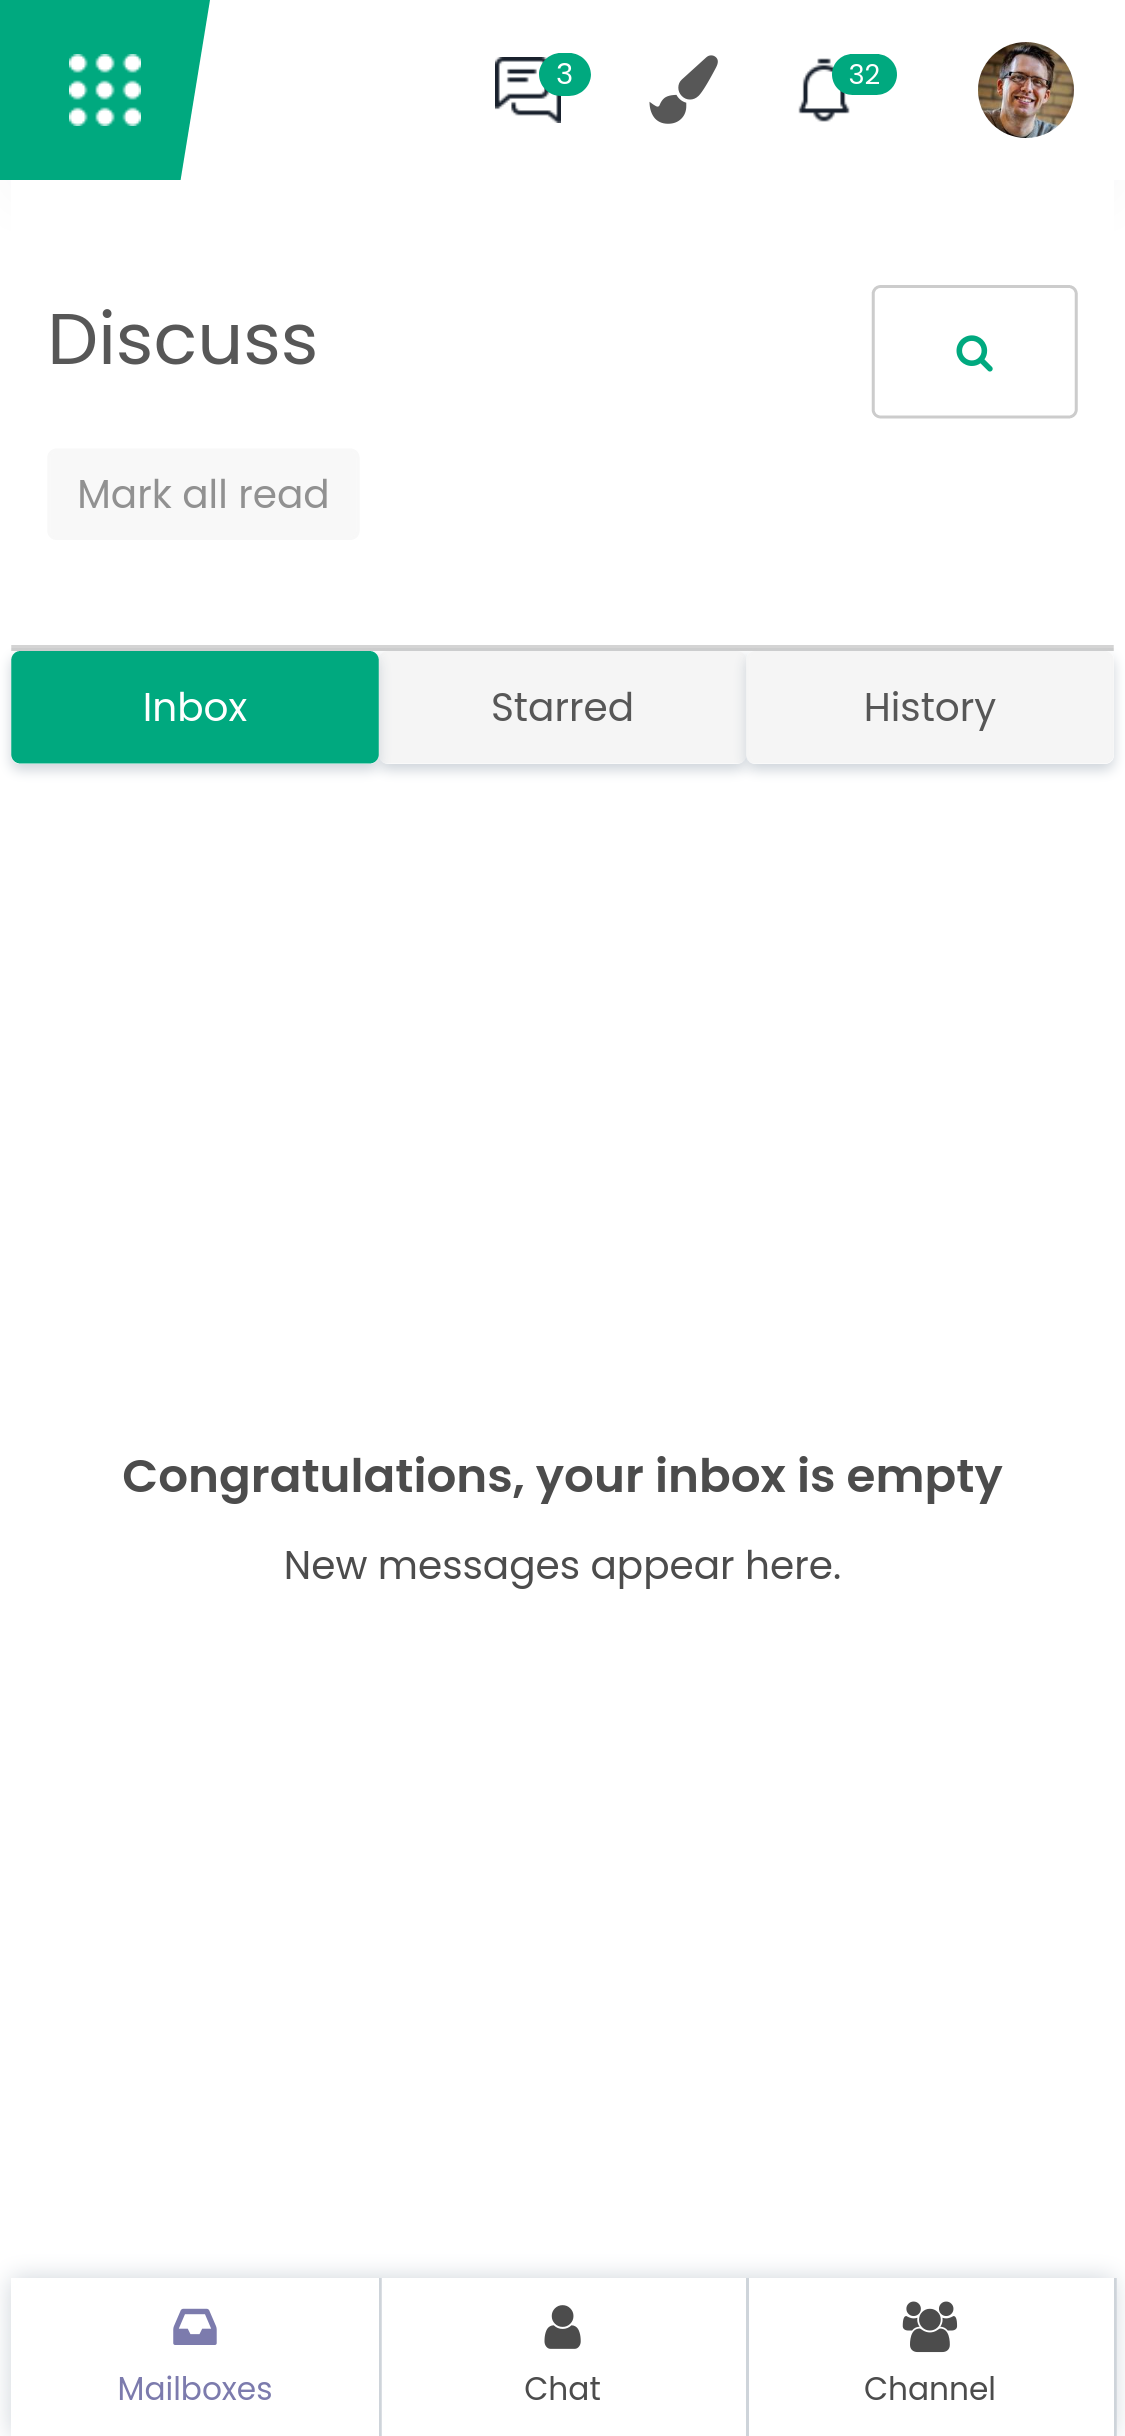 3
32
Discuss
Mark all read
Inbox
Starred
History
Congratulations, your inbox is empty
New messages appear here.
Mailboxes
Chat
Channel